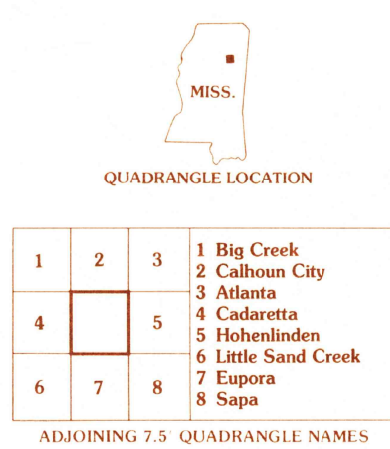 MISS.
QUADRANGLE LOCATION
1 2 3
4 5
6 7 8
1 Big Creek
2 Calhoun City
3 Atlanta
4 Cadaretta
5 Hohenlinden
6 Little Sand Creek
7 Eupora
8 Sapa
ADJOINING 7.5' QUADRANGLE NAMES